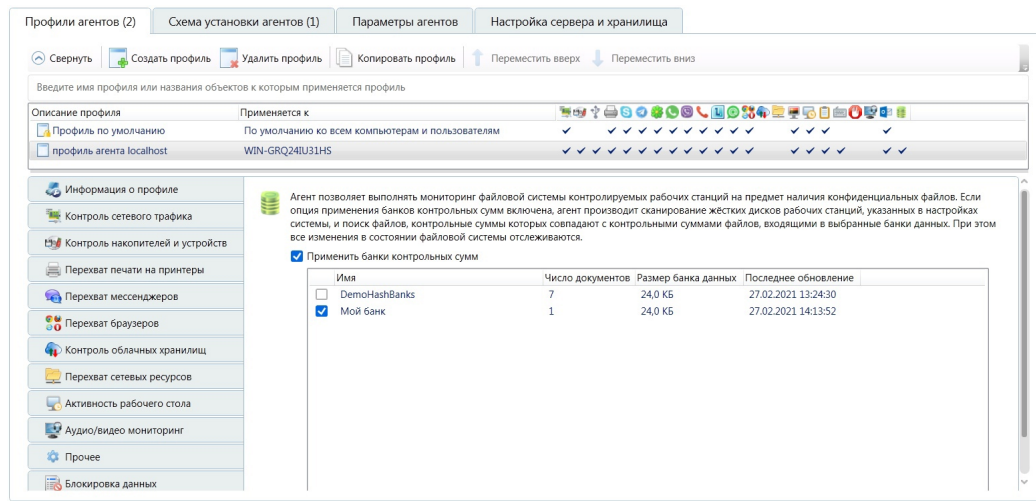 Профили агентов (2) Схема установки агентов (1) Параметры агентов Настройка сервера и хранилища
Свернуть Создать профиль Удалить профиль Копировать профиль Переместить вверх Переместить вниз
Введите имя профиля или названия объектов к которым применяется профиль
Описание профиля Применяется к
Профиль по умолчанию По умолчанию ко всем компьютерам и пользователям
профиль агента localhost WIN-GRQ24IU31HS
Информация о профиле
Контроль сетевого трафика
Контроль накопителей и устройств
Перехват печати на принтеры
Перехват мессенджеров
Перехват браузеров
Контроль облачных хранилищ
Перехват сетевых ресурсов
Активность рабочего стола
Аудио/видео мониторинг
Прочее
Блокировка данных
Агент позволяет выполнять мониторинг файловой системы контролируемых рабочих станций на предмет наличия конфиденциальных файлов. Если
опция применения банков контрольных сумм включена, агент производит сканирование жёстких дисков рабочих станций, указанных в настройках
системы, и поиск файлов, контрольные суммы которых совпадают с контрольными суммами файлов, входящими в выбранные банки данных. При этом
все изменения в состоянии файловой системы отслеживаются.
Применить банки контрольных сумм
Имя Число документов Размер банка данных Последнее обновление
DemoHashBanks 7 24,0 КБ 27.02.2021 13:24:30
Мой банк 1 24,0 КБ 27.02.2021 14:13:52